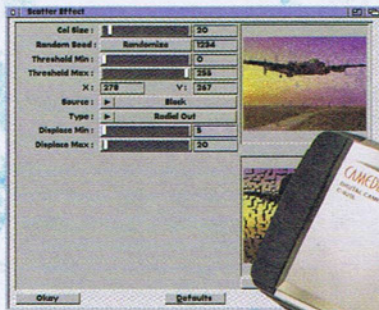 Scatter Effect
Cel Size : 20
Random Seed : Randomize 1234
Threshold Min : 0
Threshold Max : 255
X : 278 Y : 267
Source : Black
Type : Radial Out
Displace Min : 5
Displace Max : 20
Okay Defaults
CAMEDIA
DIGITAL CAMERA